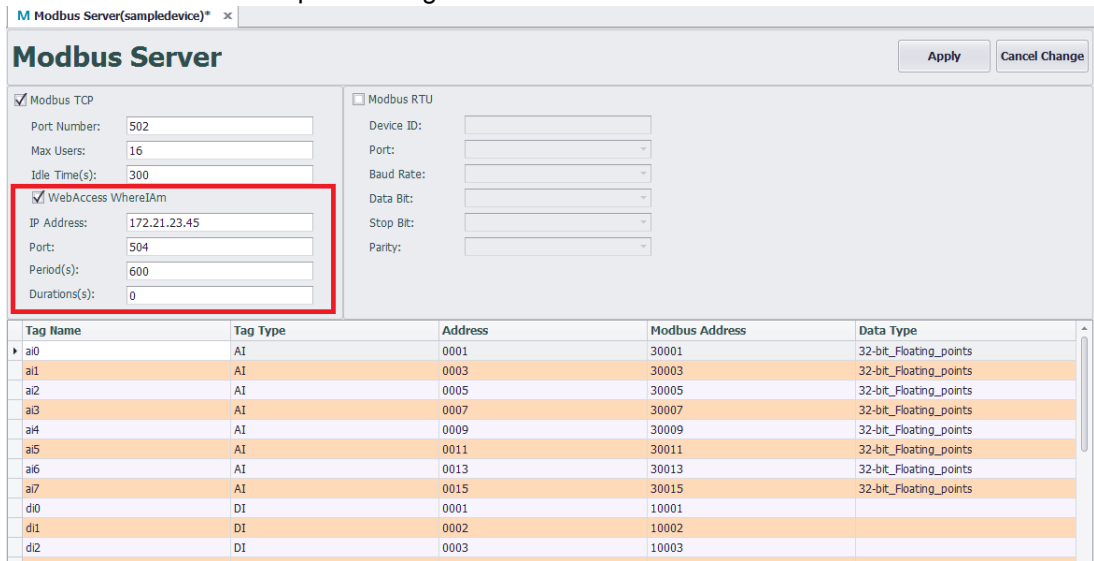 M Modbus Server(sampledevice)* ×
Modbus Server
Apply
Cancel Change
Modbus TCP
Port Number: 502
Max Users: 16
Idle Time(s): 300
WebAccess WhereIAm
IP Address: 172.21.23.45
Port: 504
Period(s): 600
Durations(s): 0
Modbus RTU
Device ID:
Port:
Baud Rate:
Data Bit:
Stop Bit:
Parity:
Tag Name Tag Type Address Modbus Address Data Type
ai0 AI 0001 30001 32-bit_Floating_points
ai1 AI 0003 30003 32-bit_Floating_points
ai2 AI 0005 30005 32-bit_Floating_points
ai3 AI 0007 30007 32-bit_Floating_points
ai4 AI 0009 30009 32-bit_Floating_points
ai5 AI 0011 30011 32-bit_Floating_points
ai6 AI 0013 30013 32-bit_Floating_points
ai7 AI 0015 30015 32-bit_Floating_points
di0 DI 0001 10001
di1 DI 0002 10002
di2 DI 0003 10003